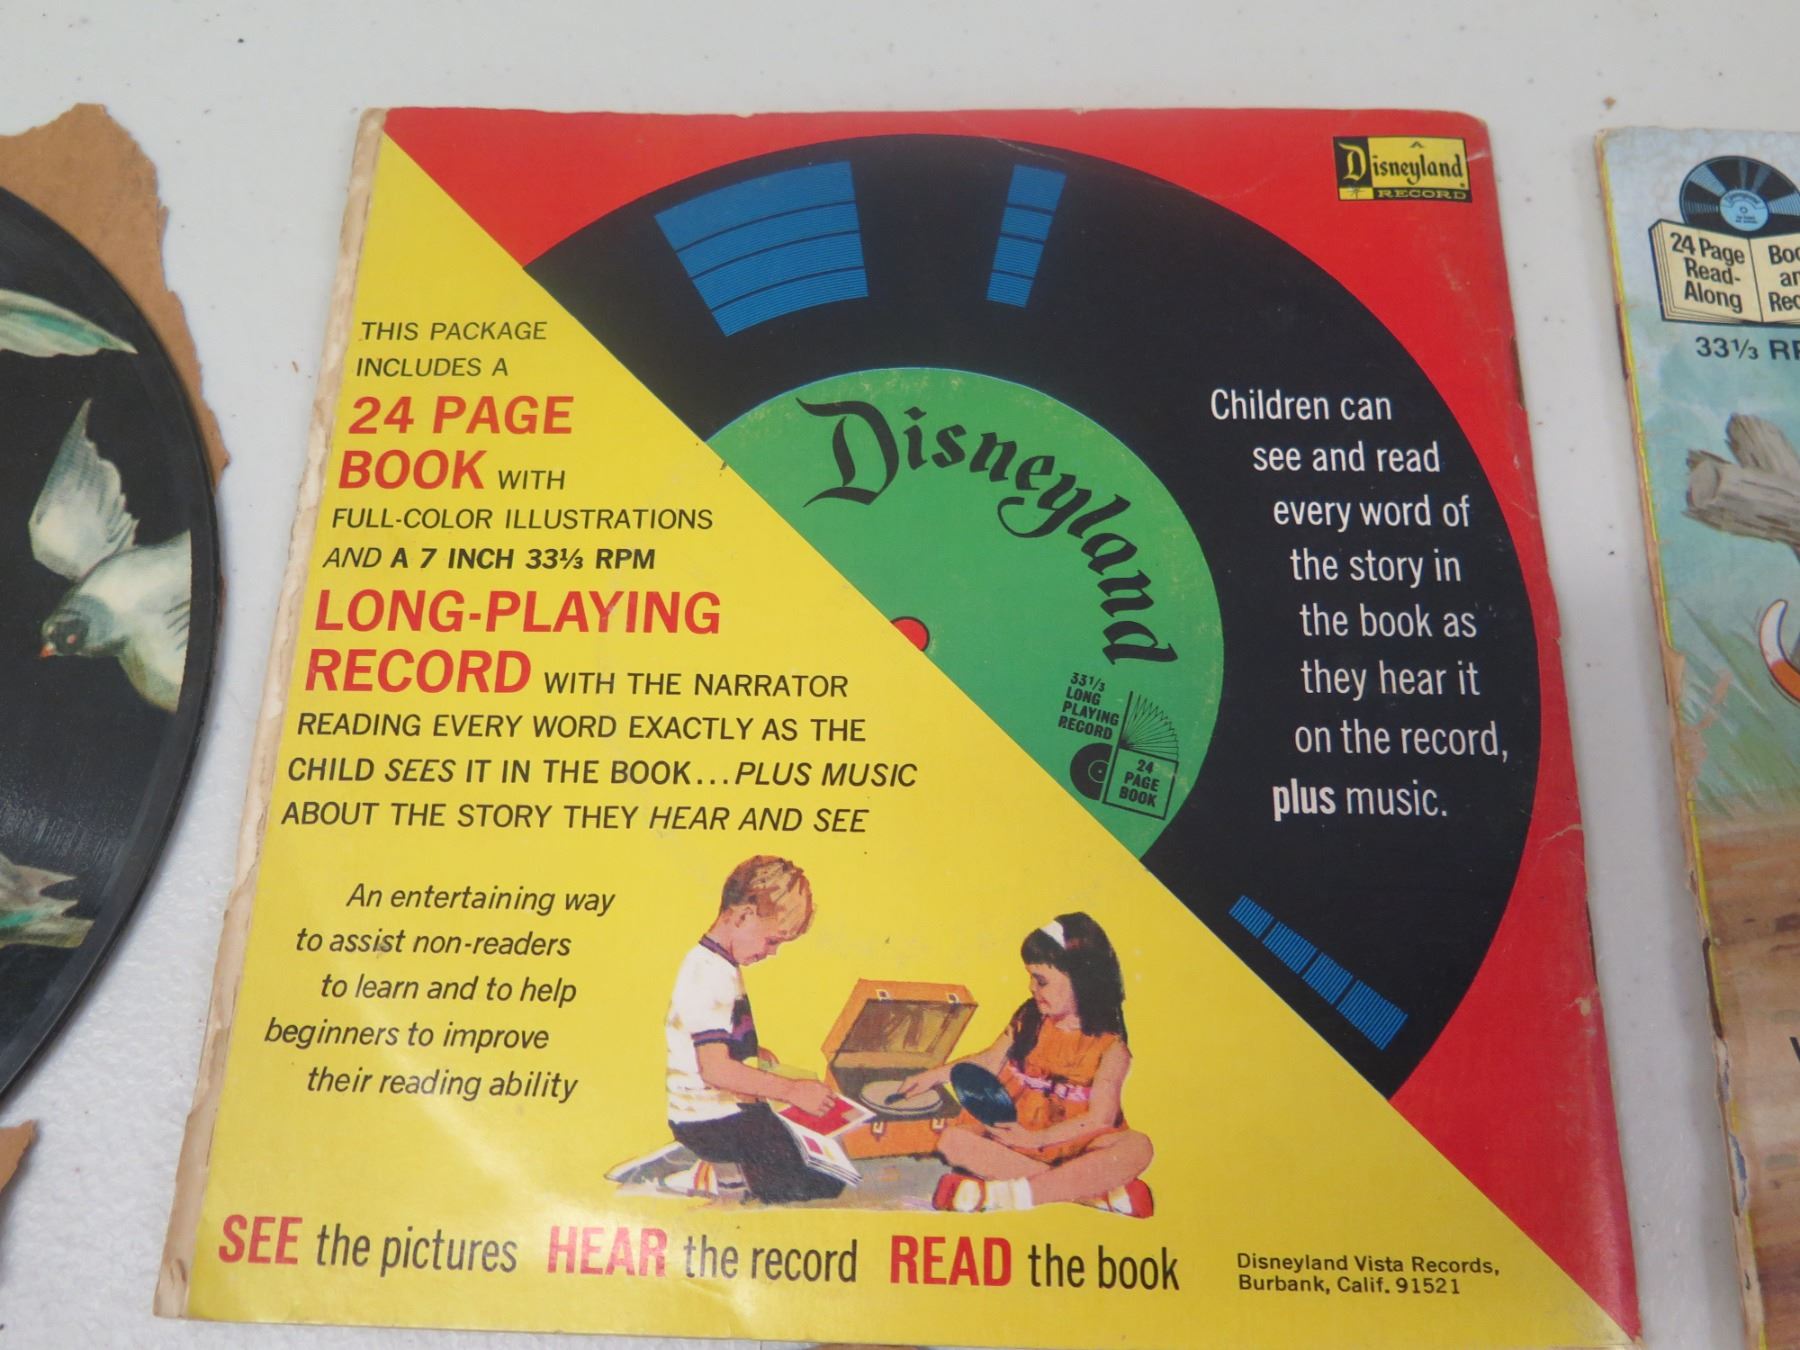 THIS PACKAGE
INCLUDES A
24 PAGE
BOOK WITH
FULL-COLOR ILLUSTRATIONS
AND A 7 INCH 33⅓ RPM
LONG-PLAYING
RECORD WITH THE NARRATOR
READING EVERY WORD EXACTLY AS THE
CHILD SEES IT IN THE BOOK...PLUS MUSIC
ABOUT THE STORY THEY HEAR AND SEE
An entertaining way
to assist non-readers
to learn and to help
beginners to improve
their reading ability
SEE the pictures HEAR the record READ the book
Disneyland Vista Records,
Burbank, Calif. 91521
A
Disneyland
RECORD
Disneyland
33⅓
LONG
PLAYING
RECORD
24
PAGE
BOOK
Children can
see and read
every word of
the story in
the book as
they hear it
on the record,
plus music.
24 Page
Read-
Along
33⅓